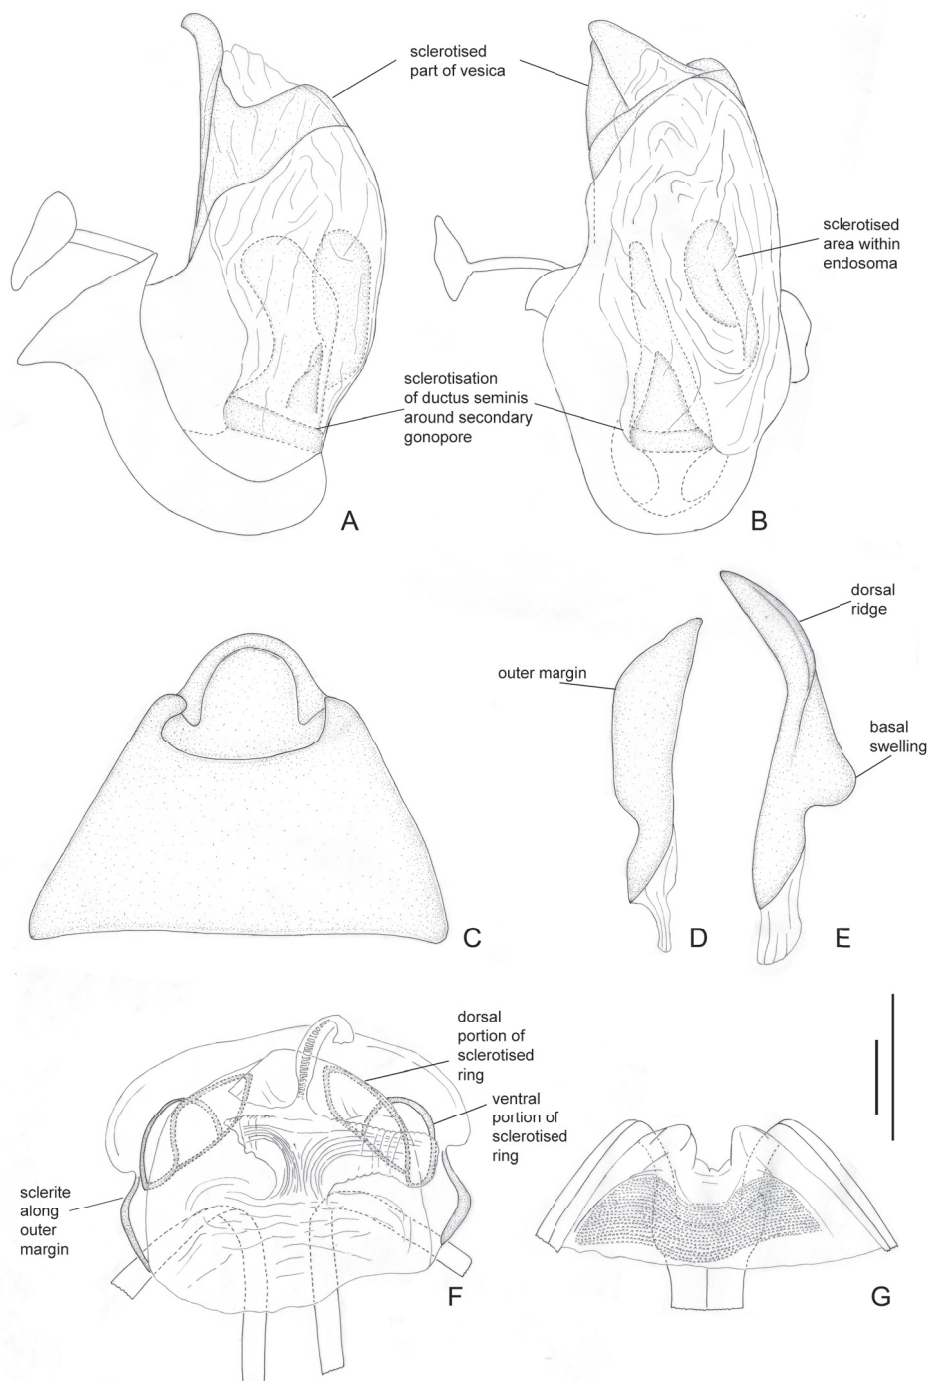 sclerotised
part of vesica
sclerotised
area within
endosoma
sclerotisation
of ductus seminis
around secondary
gonopore
A
B
dorsal
ridge
outer margin
basal
swelling
C
D
E
dorsal
portion of
sclerotised
ring
ventral
portion of
sclerotised
ring
sclerite
along
outer
margin
F
G